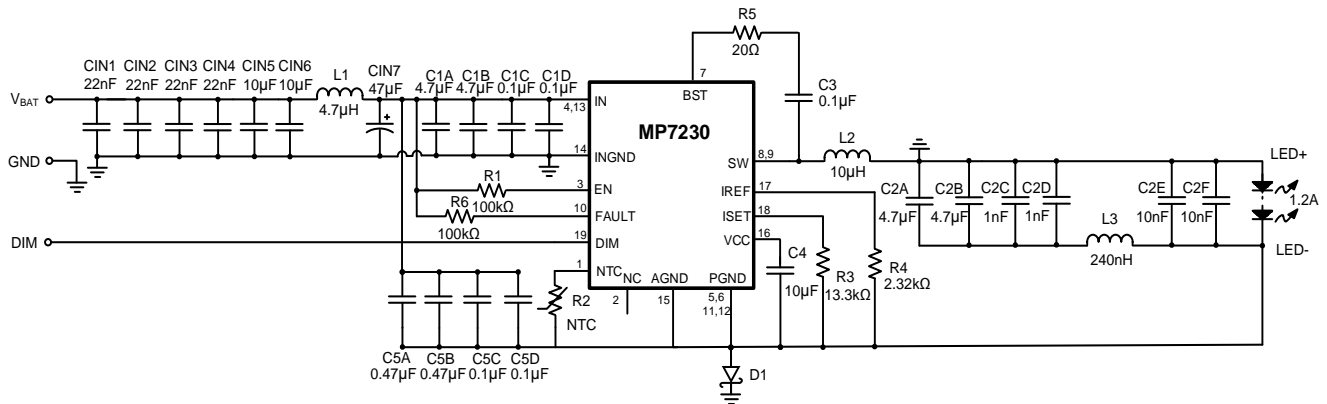 R5
20Ω
CIN1 CIN2 CIN3 CIN4 CIN5 CIN6
22nF 22nF 22nF 22nF 10µF 10µF
L1
4.7µH
CIN7
47µF
C1A C1B C1C C1D
4.7µF 4.7µF 0.1µF 0.1µF
7
BST
C3
0.1µF
VBAT
+
4,13
IN
MP7230
GND
14
INGND
SW
8,9
L2
10µH
LED+
R1
100kΩ
3
EN
IREF
17
C2A C2B C2C C2D
4.7µF 4.7µF 1nF 1nF
C2E C2F
10nF 10nF
1.2A
R6
100kΩ
10
FAULT
ISET
18
L3
240nH
DIM
19
DIM
VCC
16
LED-
C4
10µF
R3
13.3kΩ
R4
2.32kΩ
1
NTC
NC
AGND
PGND
2
15
5,6
11,12
R2
NTC
C5A C5B C5C C5D
0.47µF 0.47µF 0.1µF 0.1µF
D1